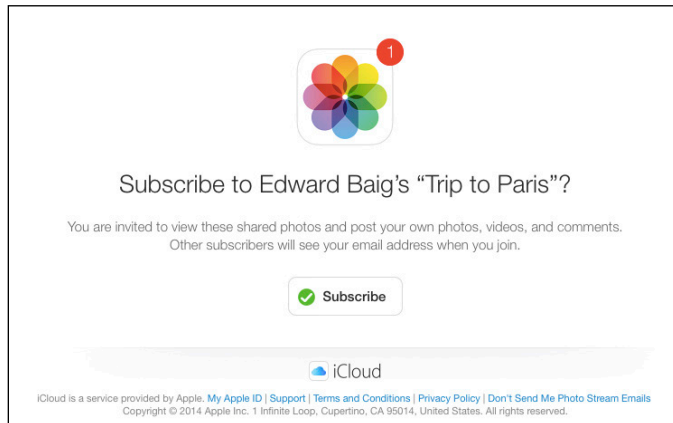 1
Subscribe to Edward Baig's “Trip to Paris”?
You are invited to view these shared photos and post your own photos, videos, and comments.
Other subscribers will see your email address when you join.
Subscribe
iCloud
iCloud is a service provided by Apple. My Apple ID | Support | Terms and Conditions | Privacy Policy | Don't Send Me Photo Stream Emails
Copyright © 2014 Apple Inc. 1 Infinite Loop, Cupertino, CA 95014, United States. All rights reserved.